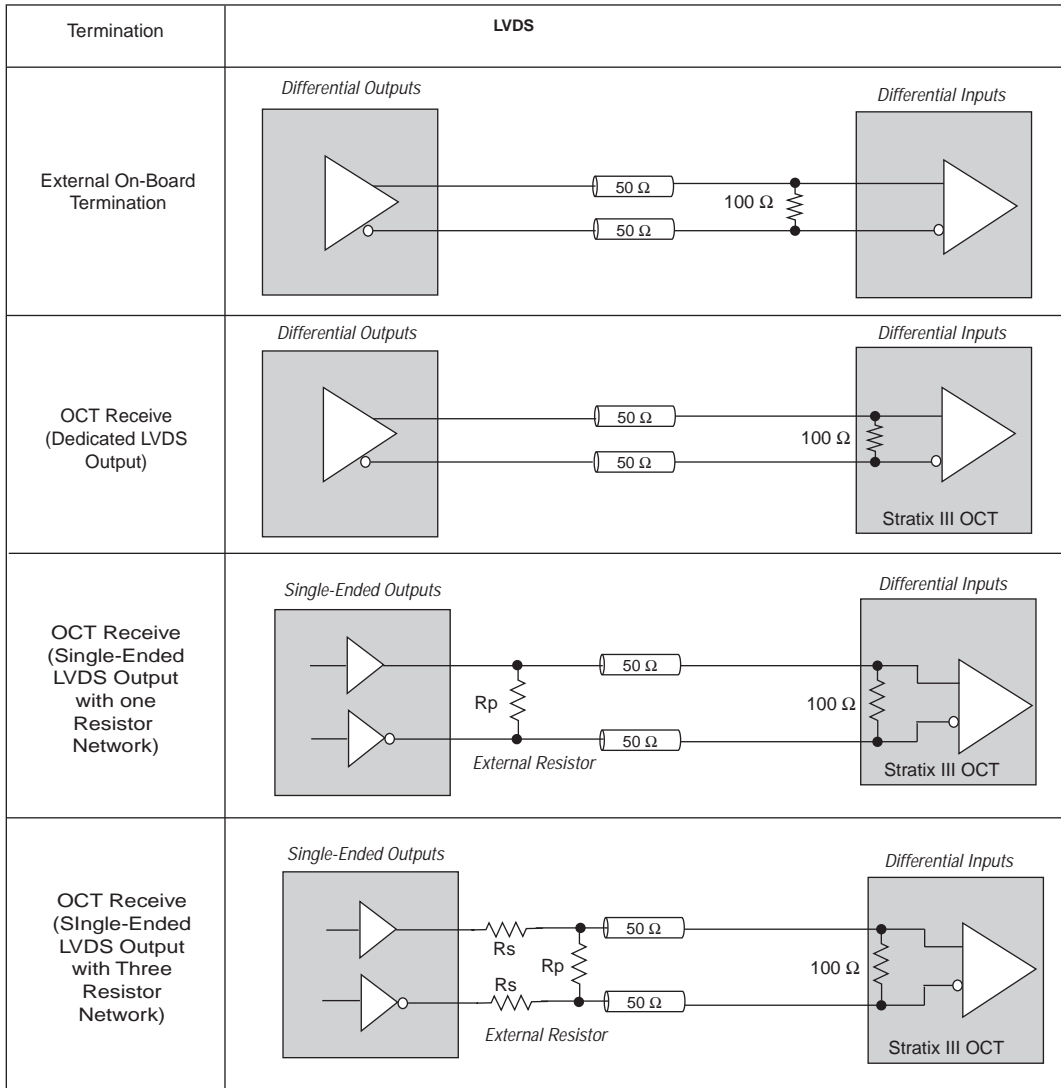 Termination
LVDS
External On-Board
Termination
Differential Outputs
Differential Inputs
50 Ω
50 Ω
100 Ω
OCT Receive
(Dedicated LVDS
Output)
Differential Outputs
Differential Inputs
50 Ω
50 Ω
100 Ω
Stratix III OCT
OCT Receive
(Single-Ended
LVDS Output
with one
Resistor
Network)
Single-Ended Outputs
Differential Inputs
50 Ω
Rp
100 Ω
50 Ω
External Resistor
Stratix III OCT
OCT Receive
(SIngle-Ended
LVDS Output
with Three
Resistor
Network)
Single-Ended Outputs
Differential Inputs
50 Ω
Rs
Rp
100 Ω
Rs
50 Ω
External Resistor
Stratix III OCT